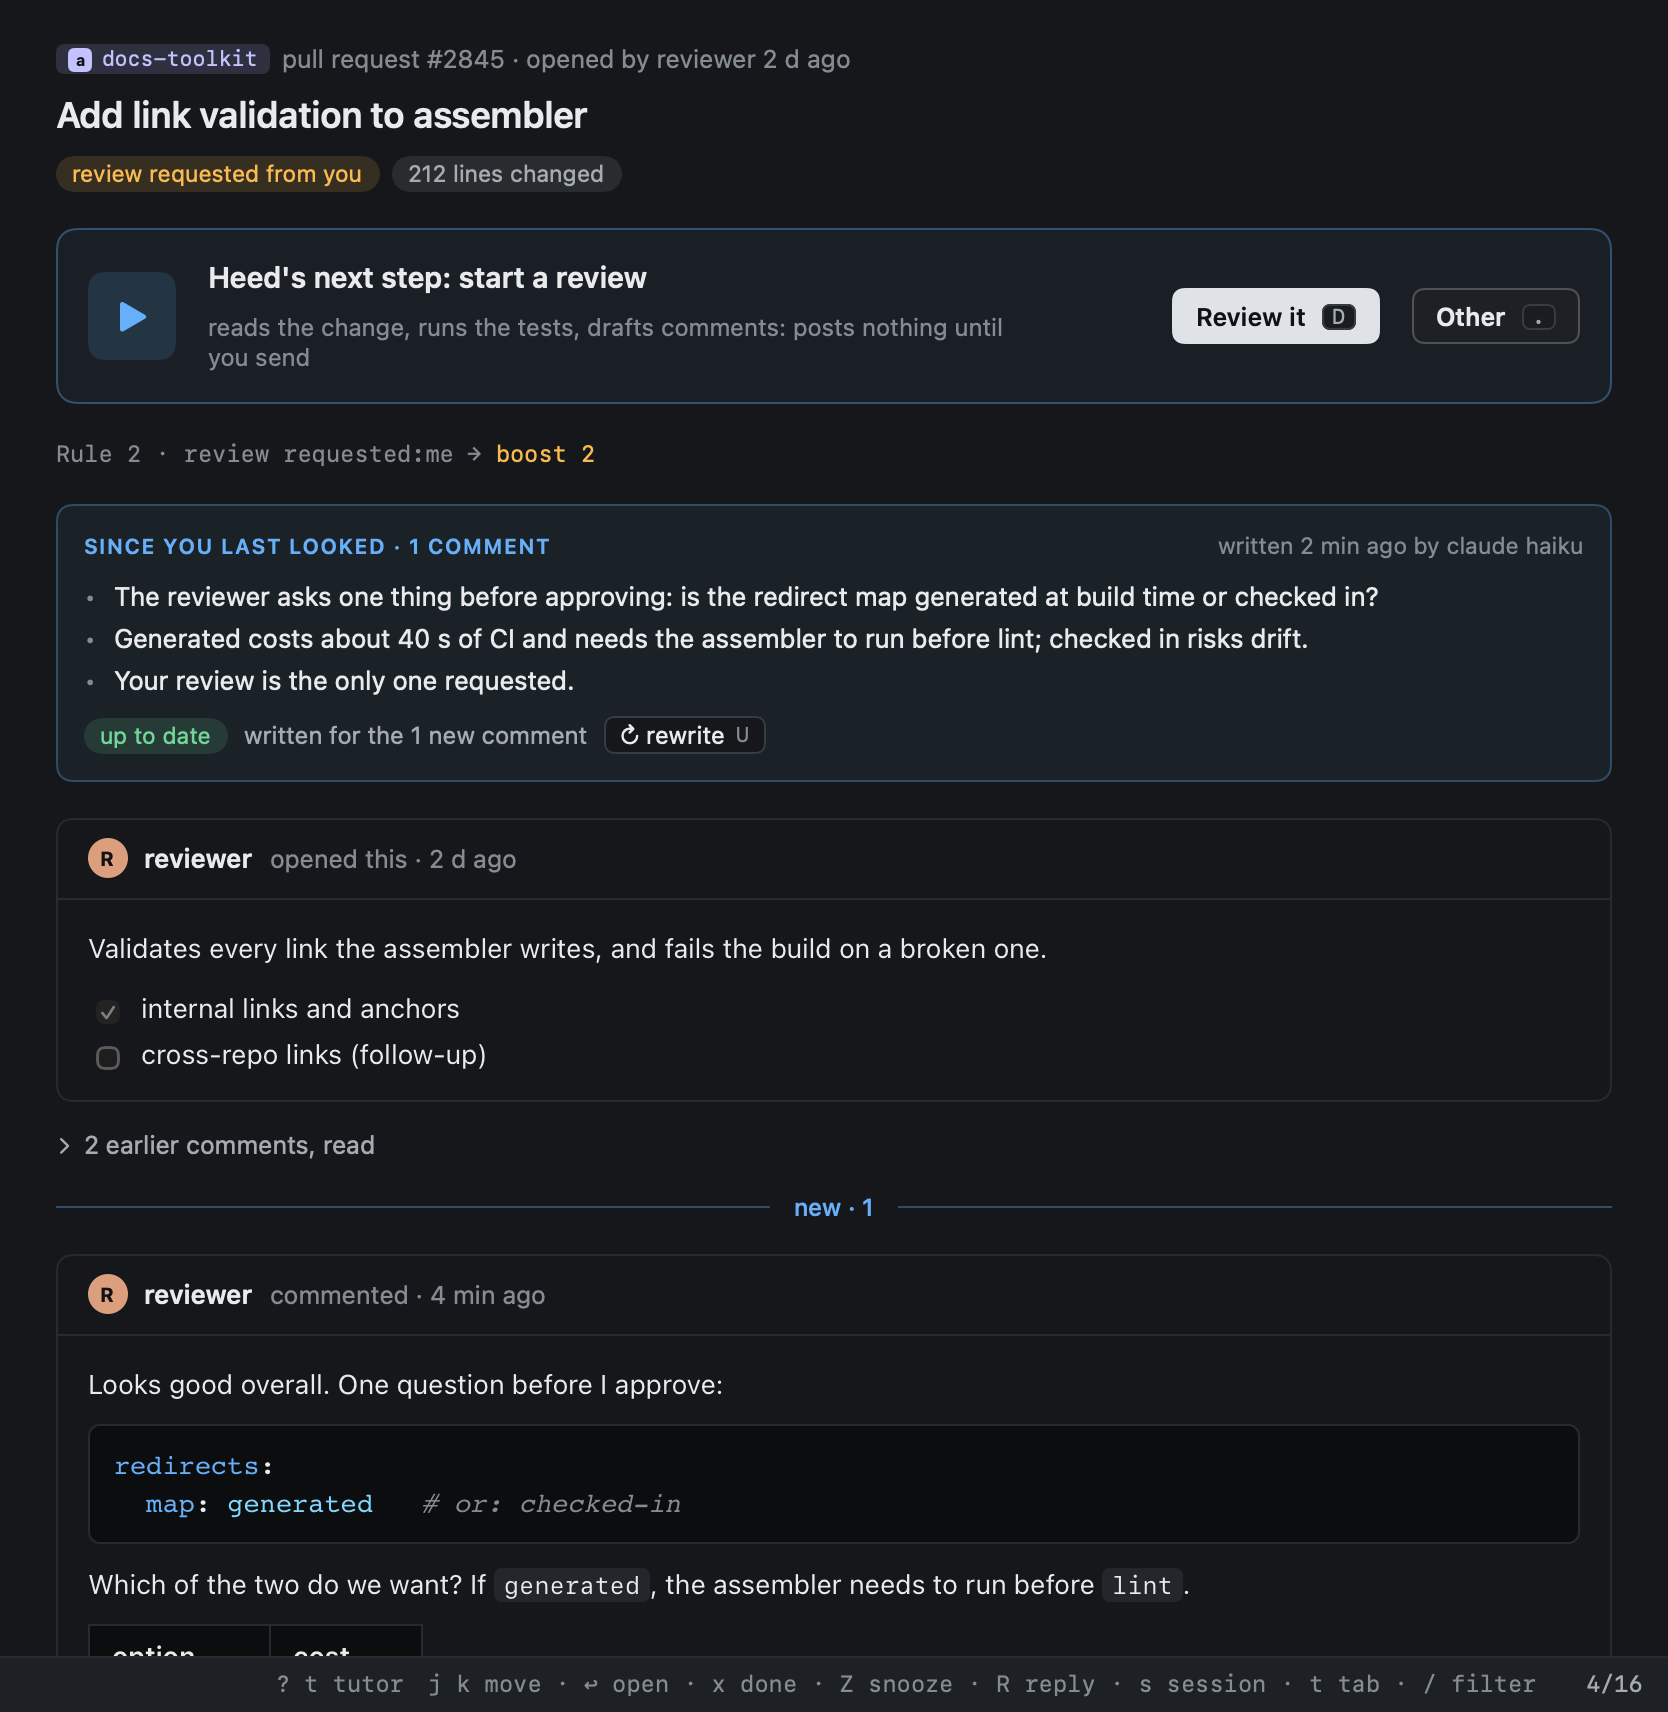 a docs-toolkit pull request #2845 · opened by reviewer 2 d ago
Add link validation to assembler
review requested from you 212 lines changed
Heed's next step: start a review
reads the change, runs the tests, drafts comments: posts nothing until
you send
Review it D Other .
Rule 2 · review requested:me → boost 2
SINCE YOU LAST LOOKED · 1 COMMENT written 2 min ago by claude haiku
• The reviewer asks one thing before approving: is the redirect map generated at build time or checked in?
• Generated costs about 40 s of CI and needs the assembler to run before lint; checked in risks drift.
• Your review is the only one requested.
up to date written for the 1 new comment ↻ rewrite U
R reviewer opened this · 2 d ago
Validates every link the assembler writes, and fails the build on a broken one.
internal links and anchors
cross-repo links (follow-up)
2 earlier comments, read
new · 1
R reviewer commented · 4 min ago
Looks good overall. One question before I approve:
redirects:
map: generated # or: checked-in
Which of the two do we want? If generated, the assembler needs to run before lint.
option cost
? t tutor j k move · ↩ open · x done · Z snooze · R reply · s session · t tab · / filter 4/16